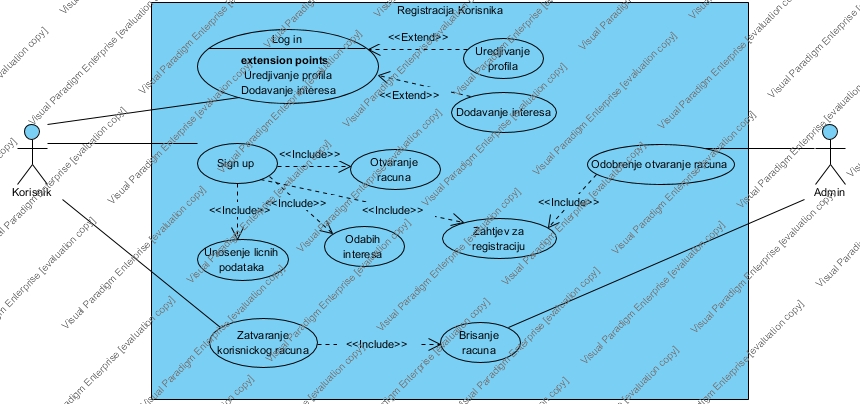 Registracija Korisnika
Log in
extension points
Uredjivanje profila
Dodavanje interesa
<<Extend>>
Uredjivanje
profila
<<Extend>>
Dodavanje interesa
Korisnik
Sign up
<<Include>>
Otvaranje
racuna
Odobrenje otvaranje racuna
Admin
<<Include>>
<<Include>>
<<Include>>
<<Include>>
Unosenje licnih
podataka
Odabih
interesa
Zahtjev za
registraciju
Zatvaranje
korisnickog racuna
<<Include>>
Brisanje
racuna
Visual Paradigm Enterprise [evaluation copy]